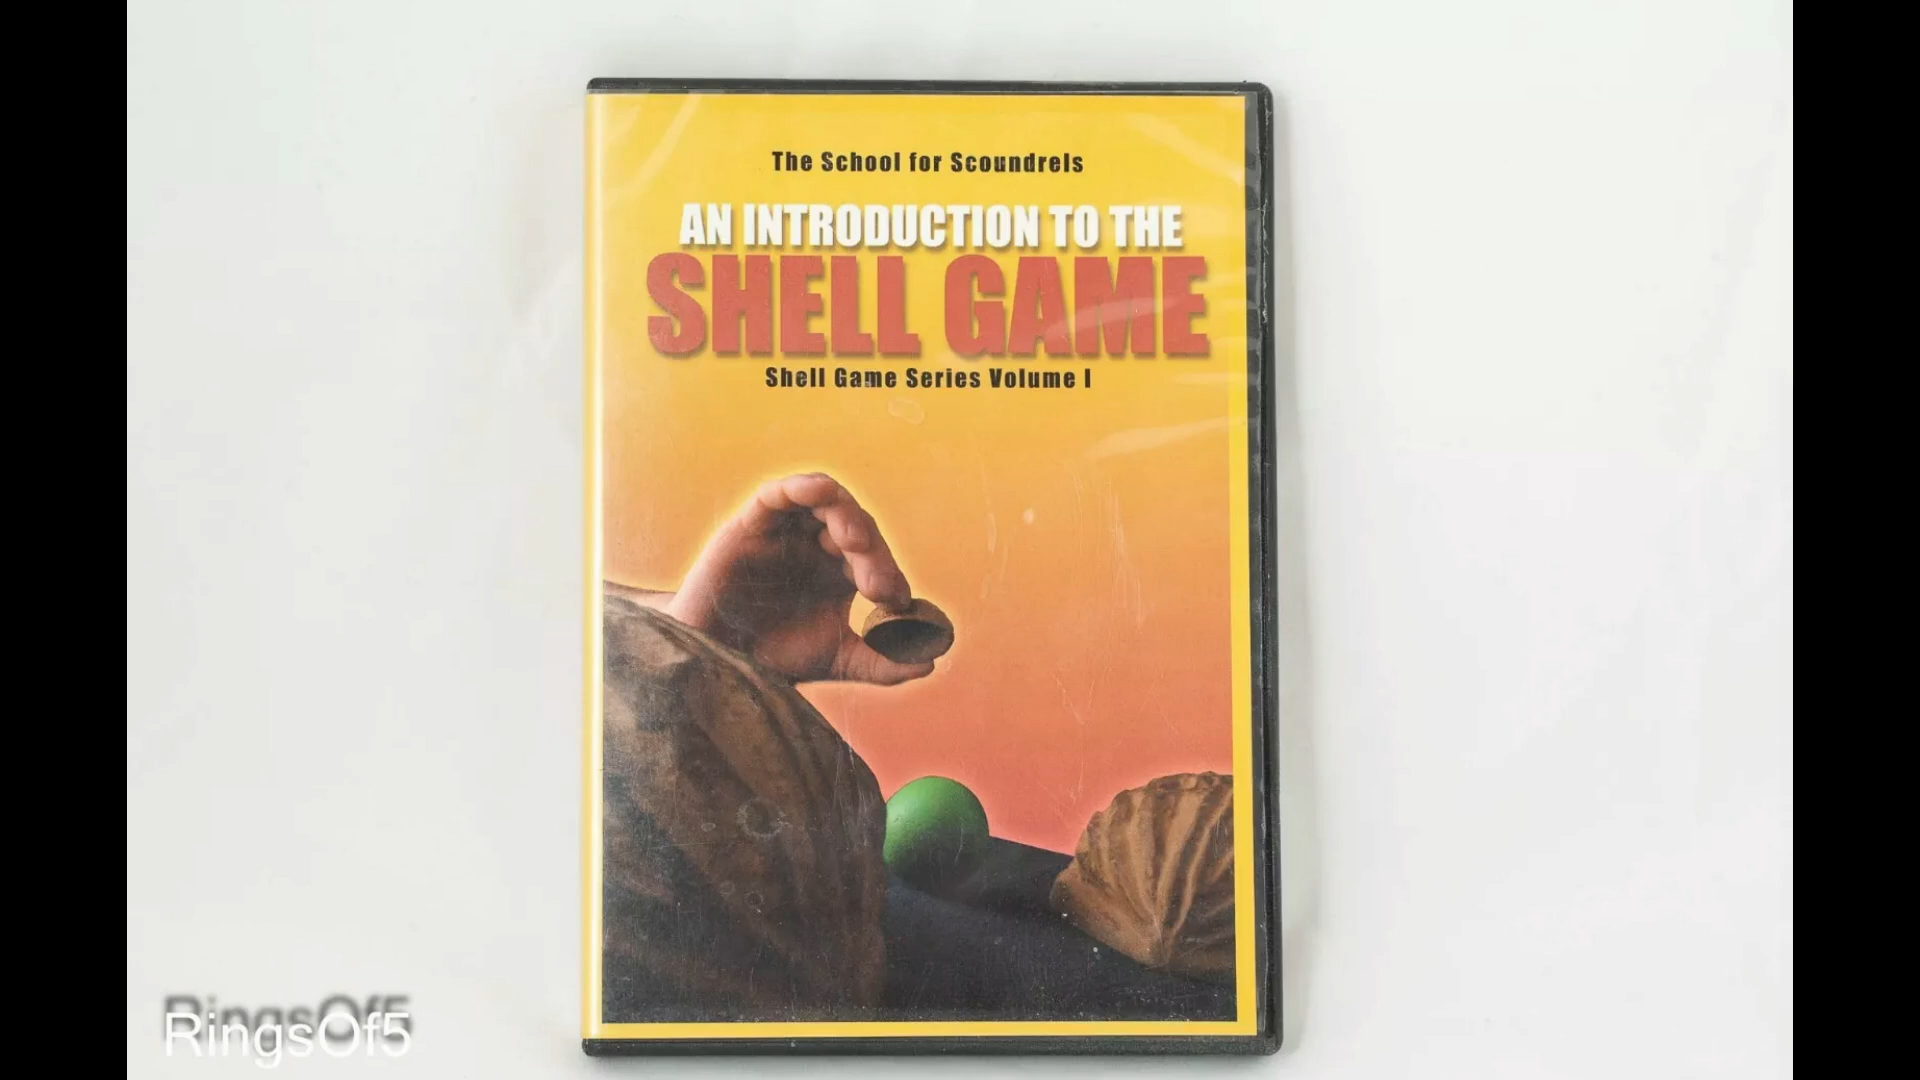 The School for Scoundrels
AN INTRODUCTION TO THE
SHELL GAME
Shell Game Series Volume I
RingsOf5